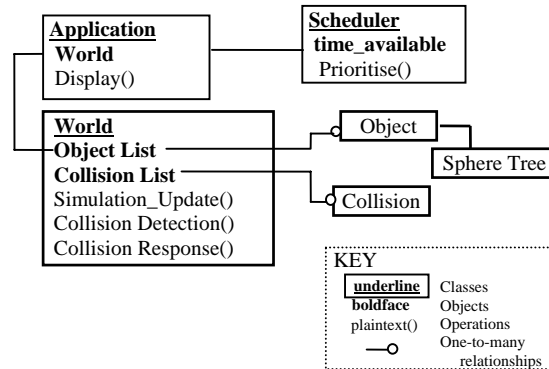 Application
World
Display()
Scheduler
time_available
Prioritise()
World
Object List
Collision List
Simulation_Update()
Collision Detection()
Collision Response()
Object
Sphere Tree
Collision
KEY
underline Classes
boldface Objects
plaintext() Operations
One-to-many
relationships